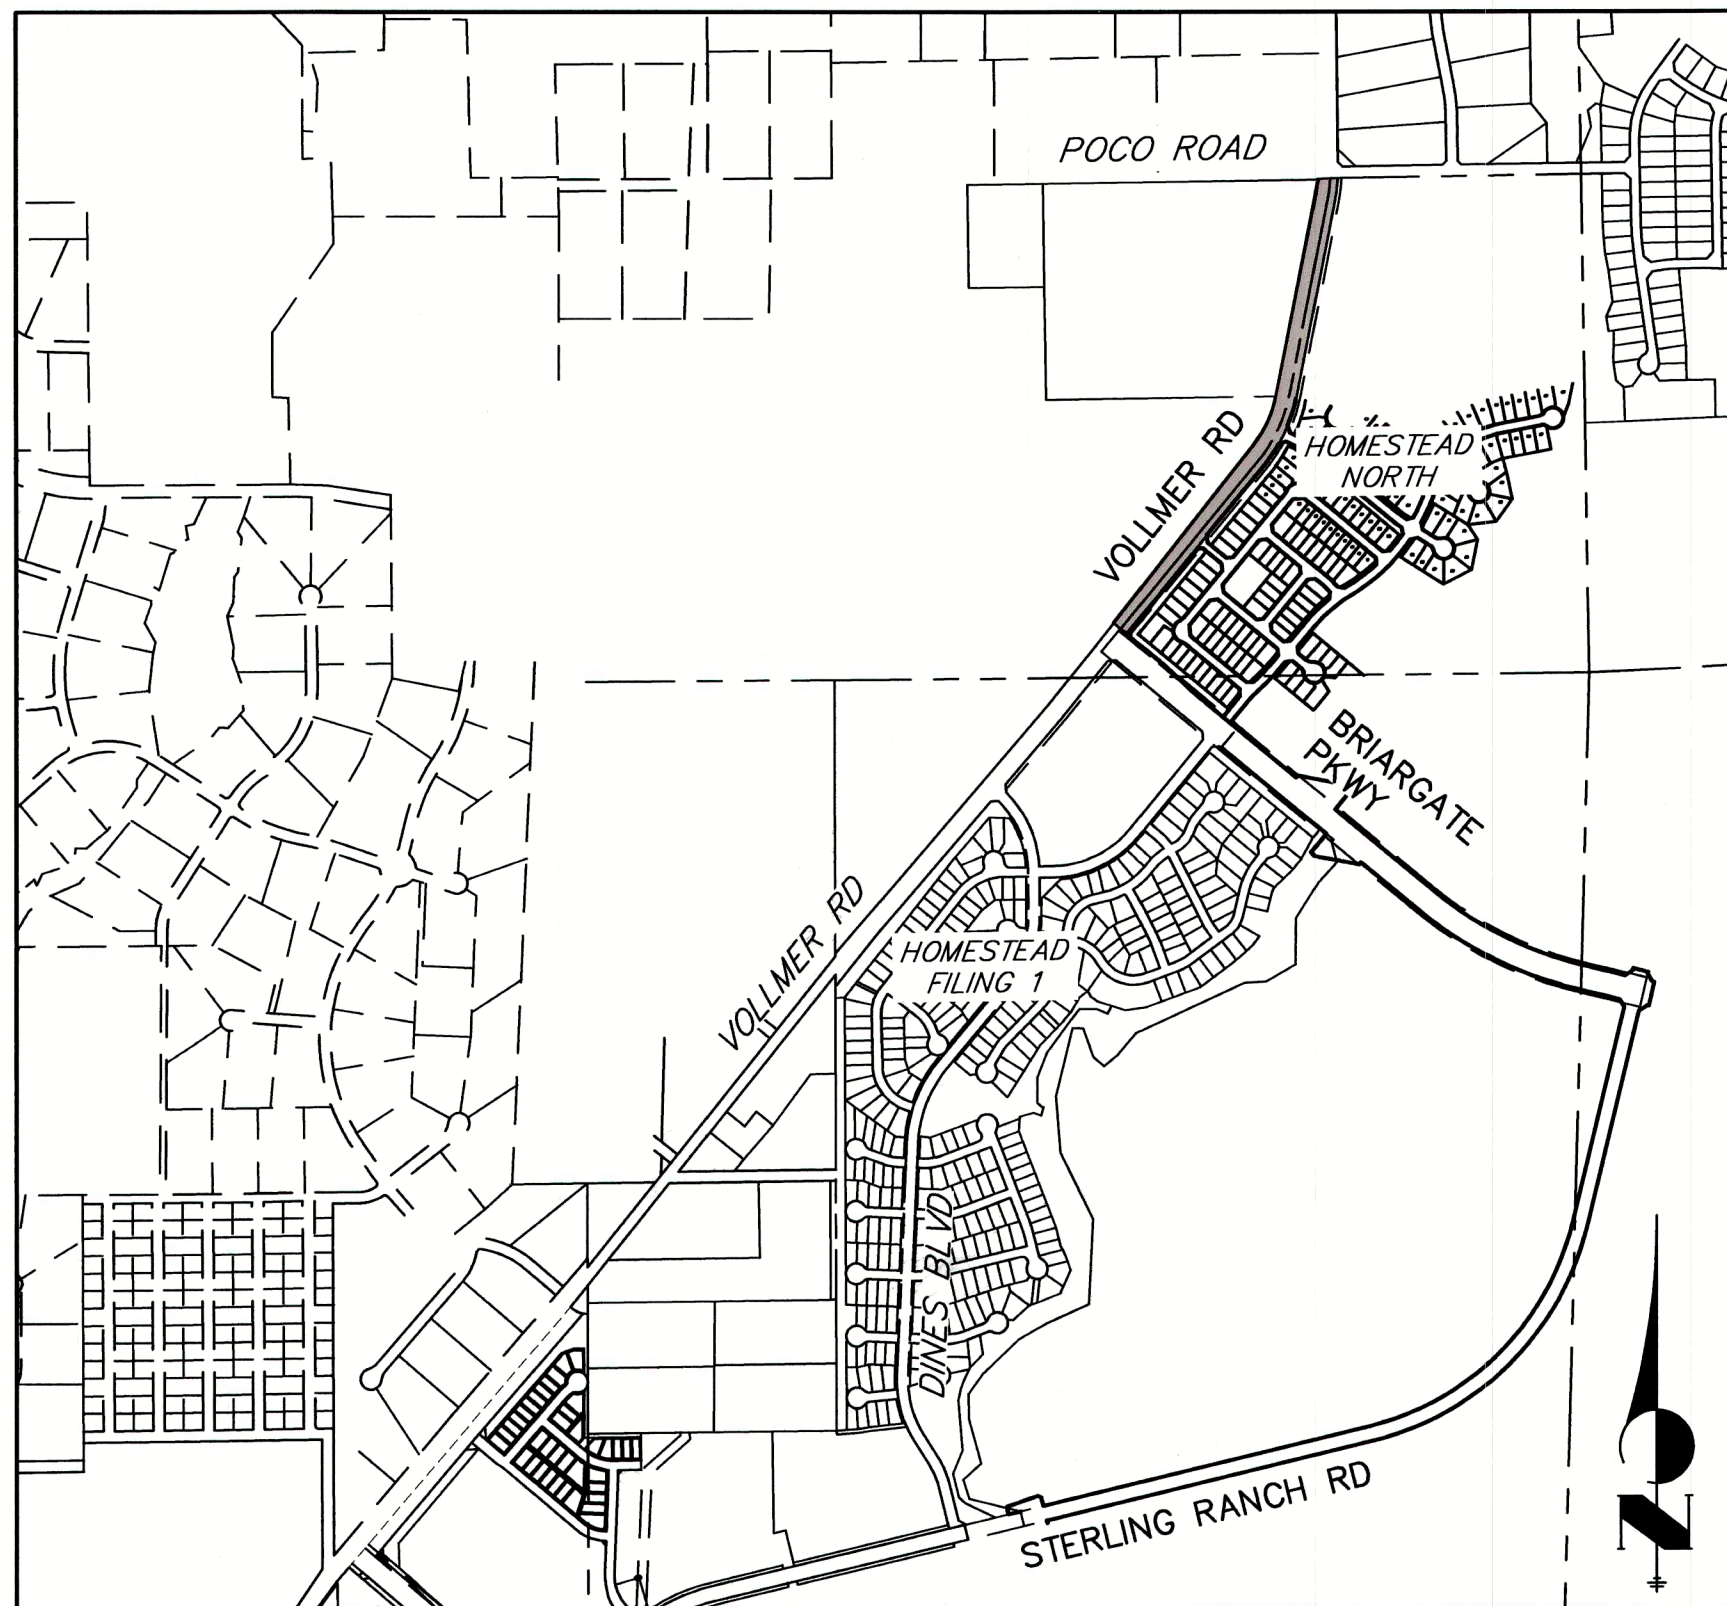 POCO ROAD
VOLLMER RD
HOMESTEAD
NORTH
BRIARGATE
PKWY
VOLLMER RD
HOMESTEAD
FILING 1
DINES BLVD
STERLING RANCH RD
N